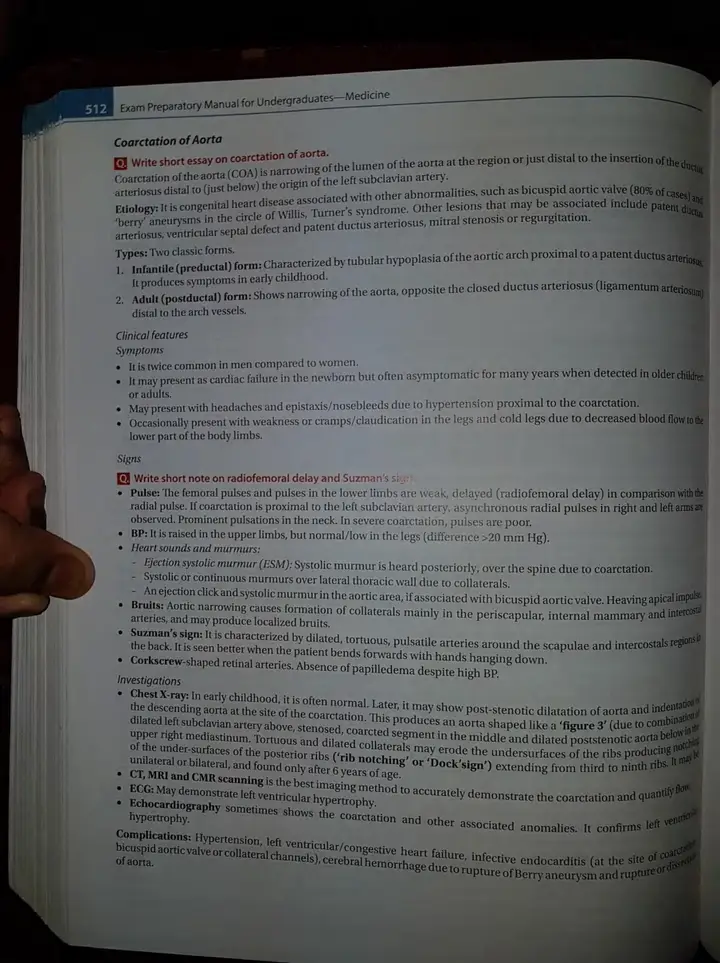 512 Exam Preparatory Manual for Undergraduates—Medicine
Coarctation of Aorta
Q Write short essay on coarctation of aorta.
Coarctation of the aorta (COA) is narrowing of the lumen of the aorta at the region or just distal to the insertion of the ductus
arteriosus distal to (just below) the origin of the left subclavian artery.
Etiology: It is congenital heart disease associated with other abnormalities, such as bicuspid aortic valve (80% of cases) and
‘berry’ aneurysms in the circle of Willis, Turner’s syndrome. Other lesions that may be associated include patent ductus
arteriosus, ventricular septal defect and patent ductus arteriosus, mitral stenosis or regurgitation.
Types: Two classic forms.
1. Infantile (preductal) form: Characterized by tubular hypoplasia of the aortic arch proximal to a patent ductus arteriosus.
It produces symptoms in early childhood.
2. Adult (postductal) form: Shows narrowing of the aorta, opposite the closed ductus arteriosus (ligamentum arteriosum)
distal to the arch vessels.
Clinical features
Symptoms
• It is twice common in men compared to women.
• It may present as cardiac failure in the newborn but often asymptomatic for many years when detected in older children
or adults.
• May present with headaches and epistaxis/nosebleeds due to hypertension proximal to the coarctation.
• Occasionally present with weakness or cramps/claudication in the legs and cold legs due to decreased blood flow to the
lower part of the body limbs.
Signs
Q Write short note on radiofemoral delay and Suzman’s sign
• Pulse: The femoral pulses and pulses in the lower limbs are weak, delayed (radiofemoral delay) in comparison with the
radial pulse. If coarctation is proximal to the left subclavian artery, asynchronous radial pulses in right and left arms are
observed. Prominent pulsations in the neck. In severe coarctation, pulses are poor.
• BP: It is raised in the upper limbs, but normal/low in the legs (difference >20 mm Hg).
• Heart sounds and murmurs:
- Ejection systolic murmur (ESM): Systolic murmur is heard posteriorly, over the spine due to coarctation.
- Systolic or continuous murmurs over lateral thoracic wall due to collaterals.
- An ejection click and systolic murmur in the aortic area, if associated with bicuspid aortic valve. Heaving apical impulse.
• Bruits: Aortic narrowing causes formation of collaterals mainly in the periscapular, internal mammary and intercostal
arteries, and may produce localized bruits.
• Suzman’s sign: It is characterized by dilated, tortuous, pulsatile arteries around the scapulae and intercostals regions in
the back. It is seen better when the patient bends forwards with hands hanging down.
• Corkscrew-shaped retinal arteries. Absence of papilledema despite high BP.
Investigations
• Chest X-ray: In early childhood, it is often normal. Later, it may show post-stenotic dilatation of aorta and indentation of
the descending aorta at the site of the coarctation. This produces an aorta shaped like a ‘figure 3’ (due to combination of
dilated left subclavian artery above, stenosed, coarcted segment in the middle and dilated poststenotic aorta below in the
upper right mediastinum. Tortuous and dilated collaterals may erode the undersurfaces of the ribs producing notching
of the under-surfaces of the posterior ribs (‘rib notching’ or ‘Dock’sign’) extending from third to ninth ribs. It may be
unilateral or bilateral, and found only after 6 years of age.
• CT, MRI and CMR scanning is the best imaging method to accurately demonstrate the coarctation and quantify flow.
• ECG: May demonstrate left ventricular hypertrophy.
• Echocardiography sometimes shows the coarctation and other associated anomalies. It confirms left ventricular
hypertrophy.
Complications: Hypertension, left ventricular/congestive heart failure, infective endocarditis (at the site of coarctation
bicuspid aortic valve or collateral channels), cerebral hemorrhage due to rupture of Berry aneurysm and rupture or dissection
of aorta.